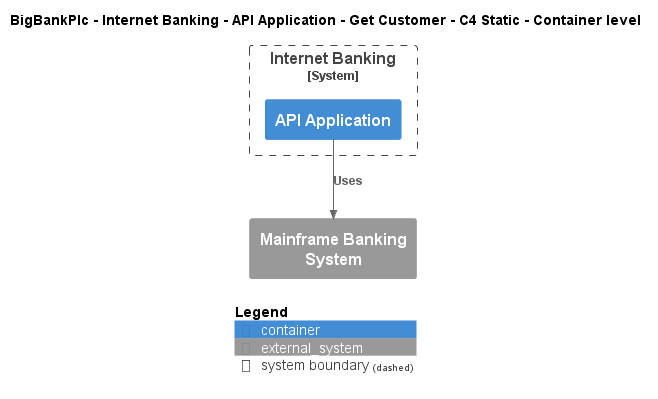 BigBankPlc - Internet Banking - API Application - Get Customer - C4 Static - Container level
Internet Banking
[System]
API Application
Uses
Mainframe Banking
System
Legend
container
external_system
system boundary (dashed)